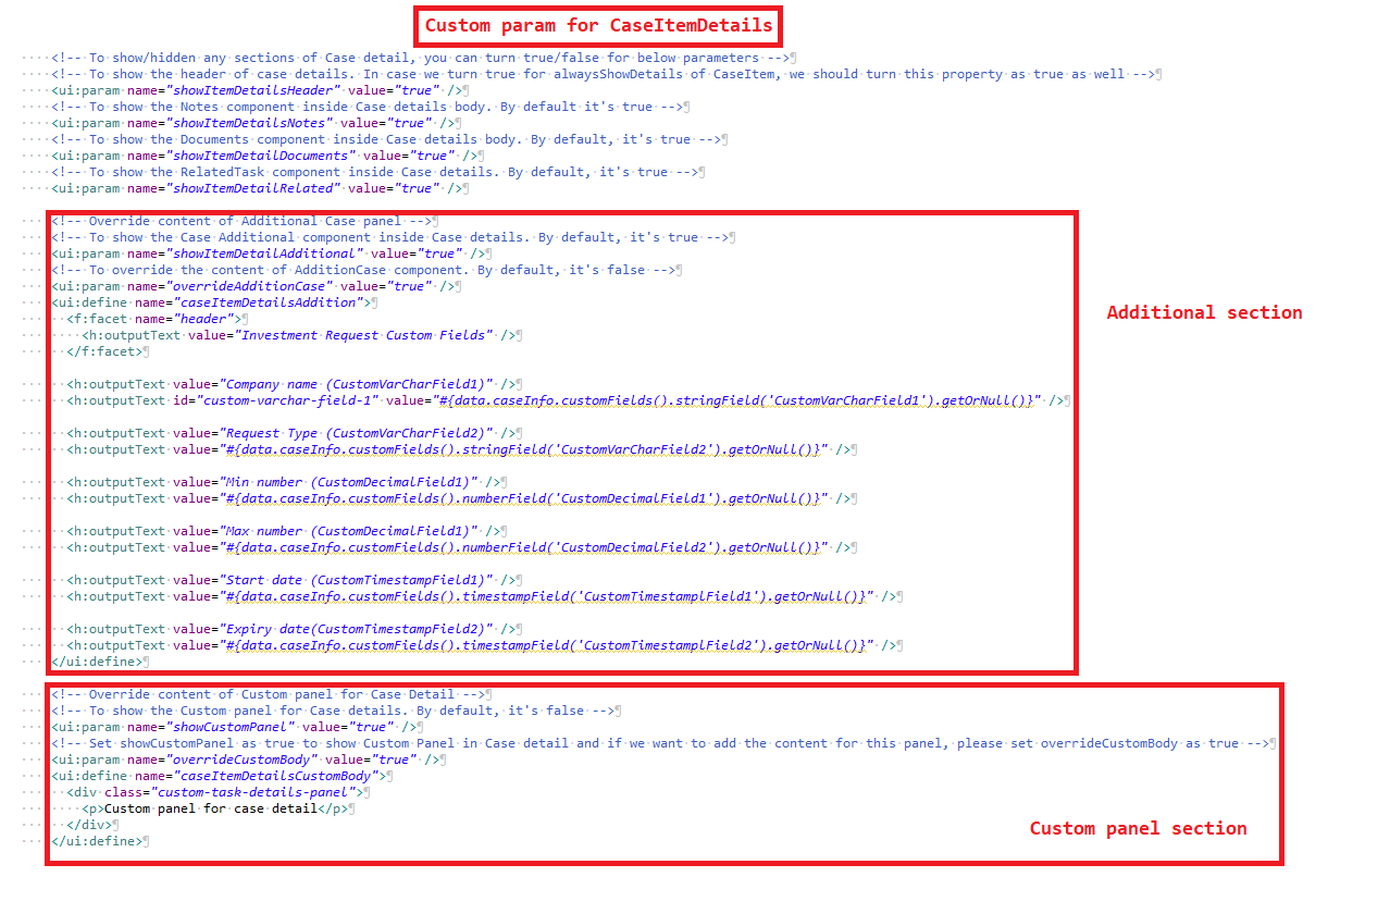 Custom param for CaseItemDetails
<!-- To show/hidden any sections of Case detail, you can turn true/false for below parameters -->
<!-- To show the header of case details. In case we turn true for alwaysShowDetails of CaseItem, we should turn this property as true as well -->
<ui:param name="showItemDetailsHeader" value="true" />
<!-- To show the Notes component inside Case details body. By default it's true -->
<ui:param name="showItemDetailsNotes" value="true" />
<!-- To show the Documents component inside Case details body. By default, it's true -->
<ui:param name="showItemDetailDocuments" value="true" />
<!-- To show the RelatedTask component inside Case details. By default, it's true -->
<ui:param name="showItemDetailRelated" value="true" />
<!-- Override content of Additional Case panel -->
<!-- To show the Case Additional component inside Case details. By default, it's true -->
<ui:param name="showItemDetailAdditional" value="true" />
<!-- To override the content of AdditionCase component. By default, it's false -->
<ui:param name="overrideAdditionCase" value="true" />
<ui:define name="caseItemDetailsAddition">
<f:facet name="header">
Additional section
<h:outputText value="Investment Request Custom Fields" />
</f:facet>
<h:outputText value="Company name (CustomVarCharField1)" />
<h:outputText id="custom-varchar-field-1" value="#{data.caseInfo.customFields().stringField('CustomVarCharField1').getOrNull()}" />
<h:outputText value="Request Type (CustomVarCharField2)" />
<h:outputText value="#{data.caseInfo.customFields().stringField('CustomVarCharField2').getOrNull()}" />
<h:outputText value="Min number (CustomDecimalField1)" />
<h:outputText value="#{data.caseInfo.customFields().numberField('CustomDecimalField1').getOrNull()}" />
<h:outputText value="Max number (CustomDecimalField1)" />
<h:outputText value="#{data.caseInfo.customFields().numberField('CustomDecimalField2').getOrNull()}" />
<h:outputText value="Start date (CustomTimestampField1)" />
<h:outputText value="#{data.caseInfo.customFields().timestampField('CustomTimestamplField1').getOrNull()}" />
<h:outputText value="Expiry date(CustomTimestampField2)" />
<h:outputText value="#{data.caseInfo.customFields().timestampField('CustomTimestamplField2').getOrNull()}" />
</ui:define>
<!-- Override content of Custom panel for Case Detail -->
<!-- To show the Custom panel for Case details. By default, it's false -->
<ui:param name="showCustomPanel" value="true" />
<!-- Set showCustomPanel as true to show Custom Panel in Case detail and if we want to add the content for this panel, please set overrideCustomBody as true -->
<ui:param name="overrideCustomBody" value="true" />
<ui:define name="caseItemDetailsCustomBody">
<div class="custom-task-details-panel">
<p>Custom panel for case detail</p>
</div>
Custom panel section
</ui:define>